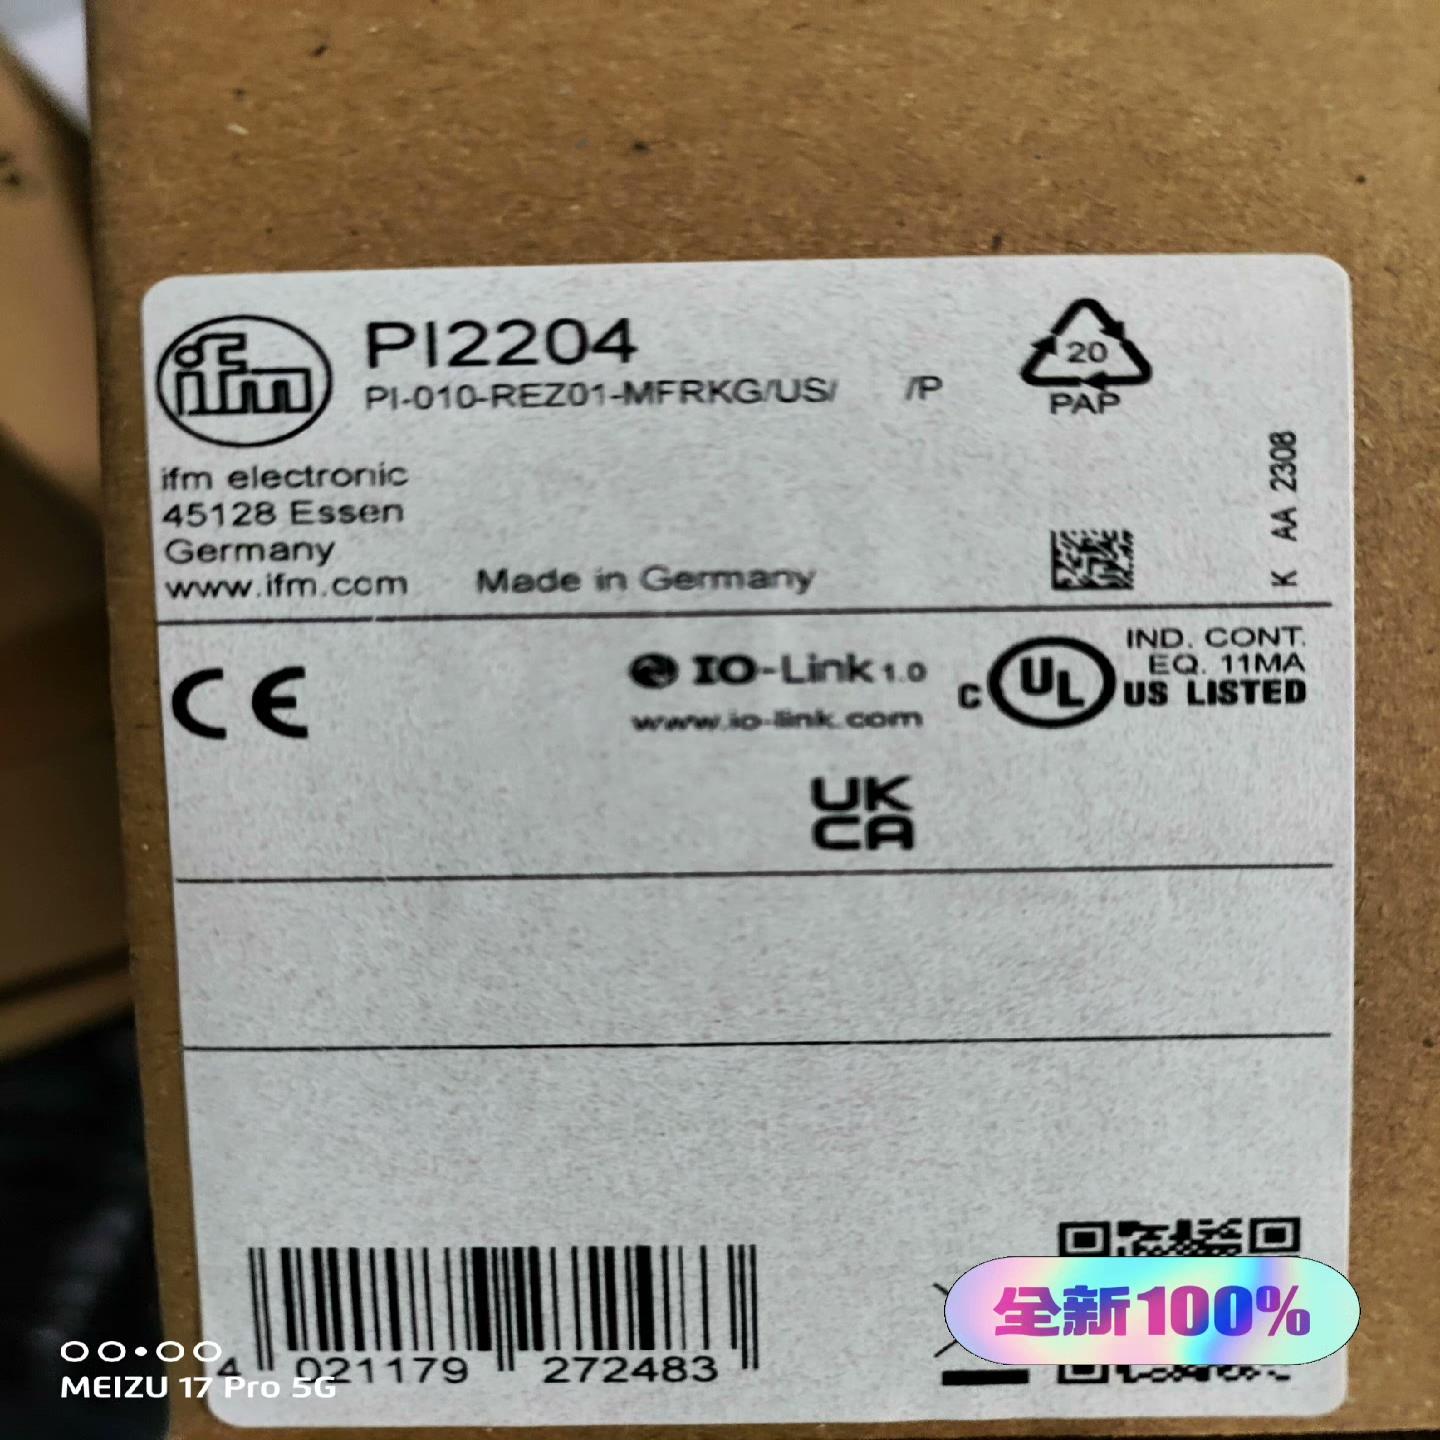 ifm
PI2204
PI-010-REZ01-MFRKG/US/ /P
20
PAP
ifm electronic
45128 Essen
Germany
www.ifm.com
Made in Germany
K AA 2308
CE
IO-Link 1.0
www.io-link.com
C UL US LISTED
IND. CONT.
EQ. 11MA
UK
CA
4 021179 272483
全新100%
MEIZU 17 Pro 5G